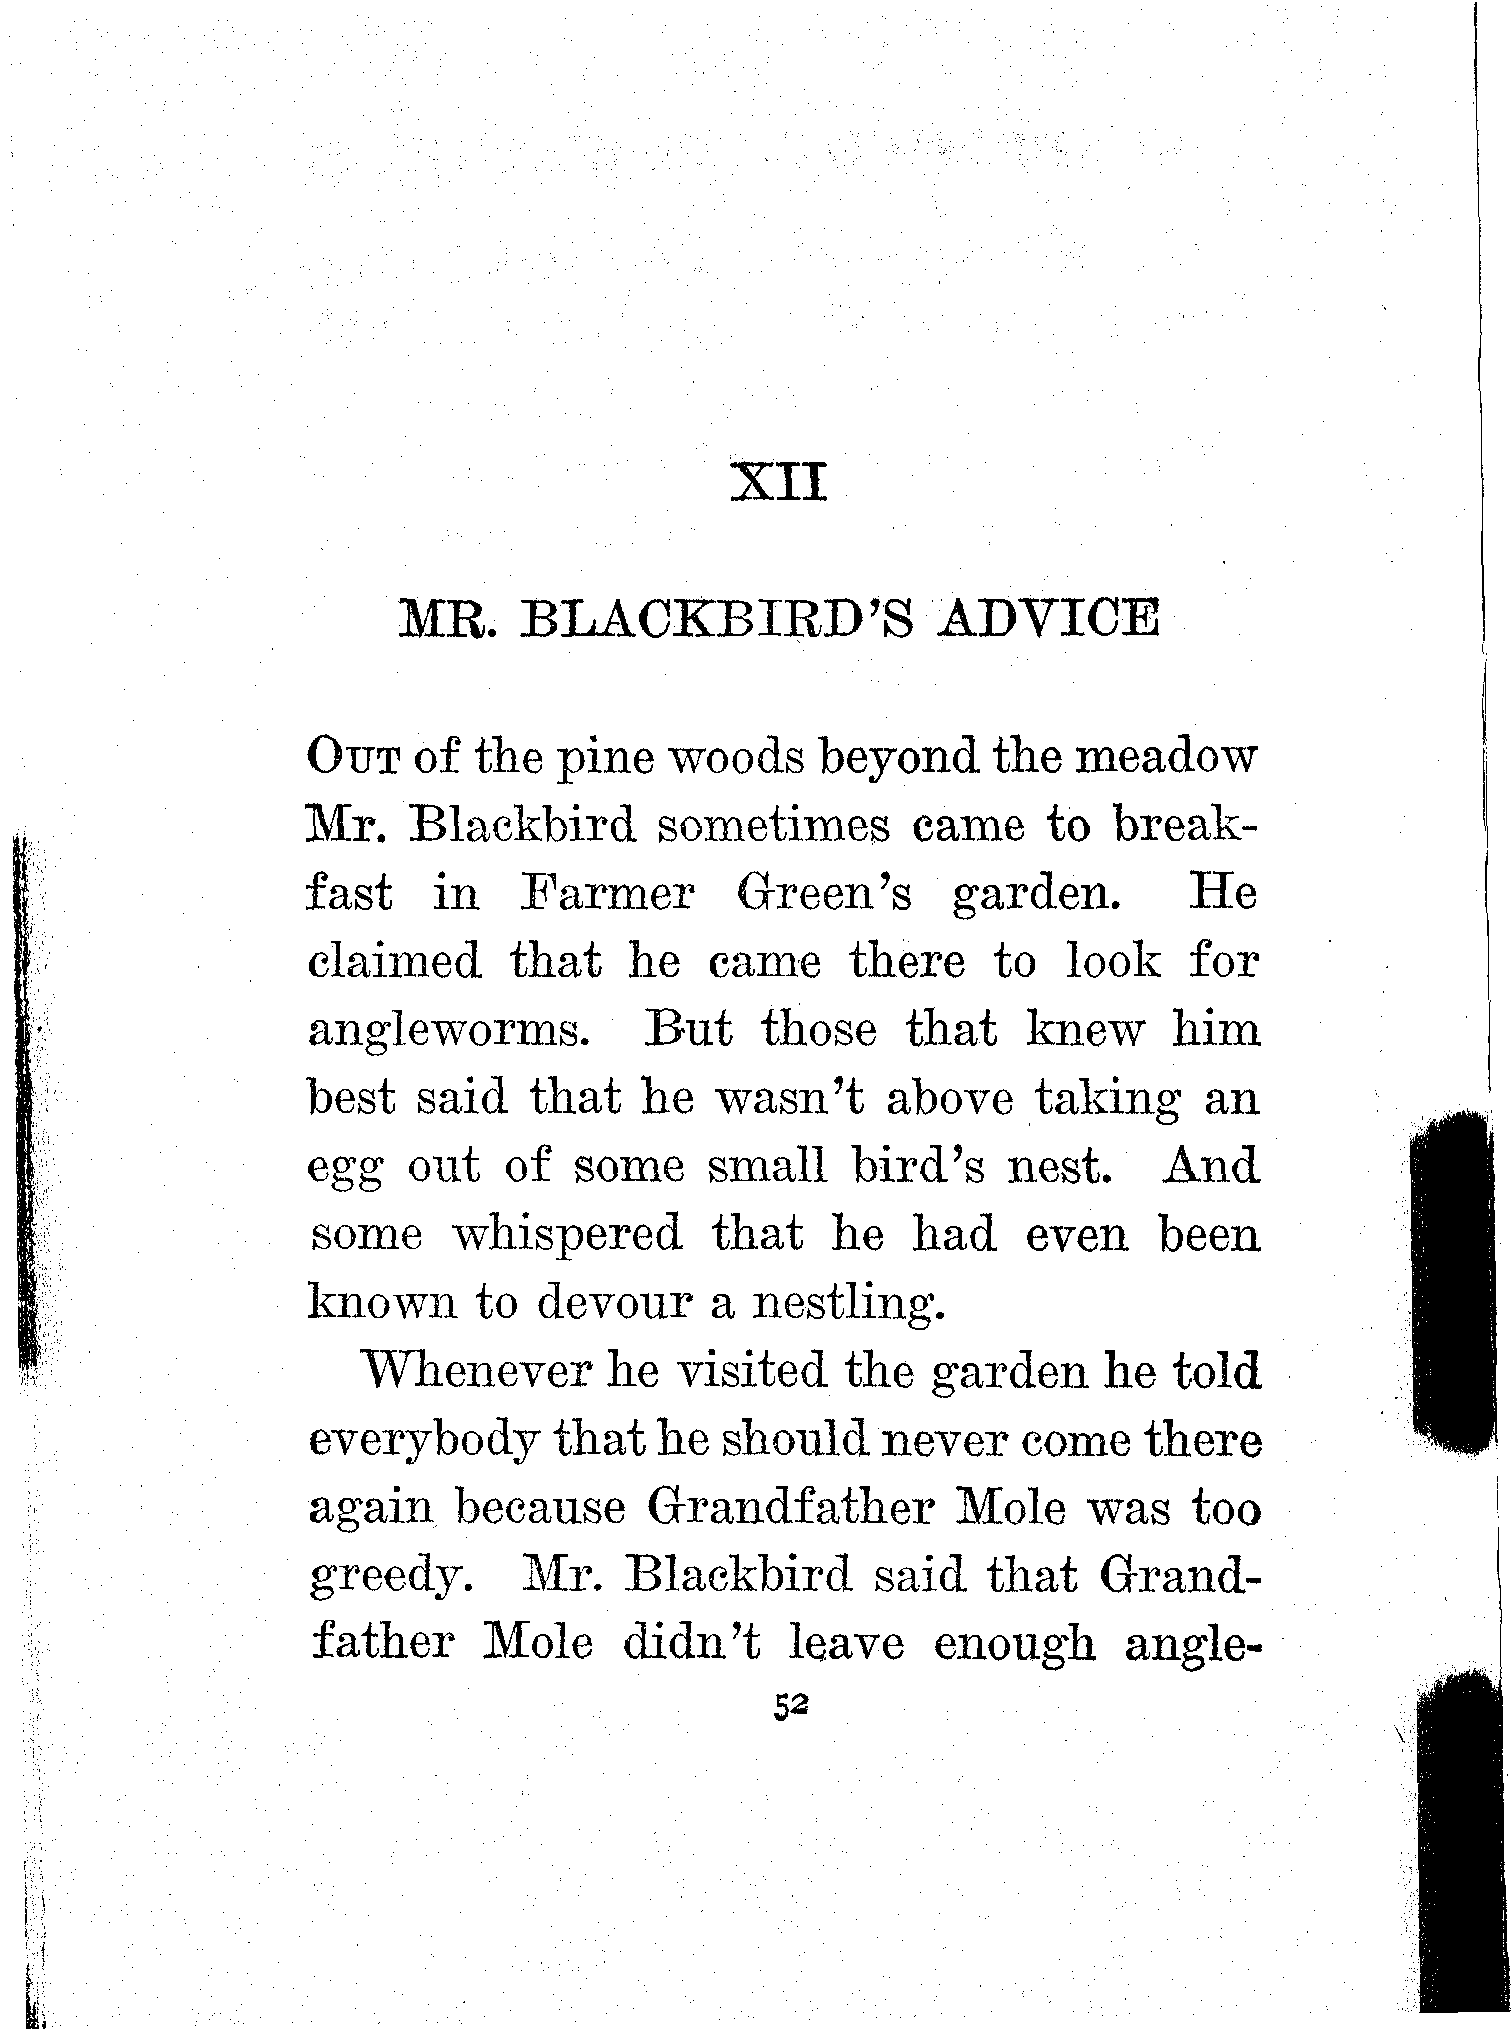 XII
MR. BLACKBIRD'S ADVICE
OUT of the pine woods beyond the meadow
Mr. Blackbird sometimes came to break-
fast in Farmer Green's garden. He
claimed that he came there to look for
angleworms. But those that knew him
best said that he wasn't above taking an
egg out of some small bird's nest. And
some whispered that he had even been
known to devour a nestling.
Whenever he visited the garden he told
everybody that he should never come there
again because Grandfather Mole was too
greedy. Mr. Blackbird said that Grand-
father Mole didn't leave enough angle-
52